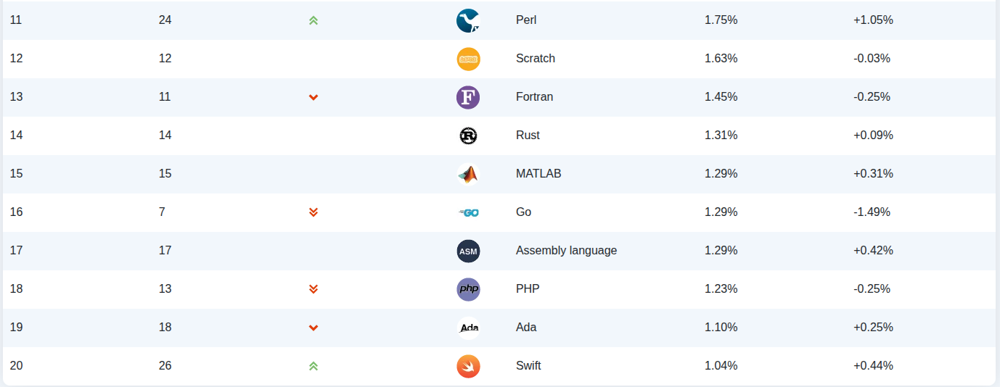 11 24 Perl 1.75% +1.05%
12 12 Scratch 1.63% -0.03%
13 11 F Fortran 1.45% -0.25%
14 14 R Rust 1.31% +0.09%
15 15 MATLAB 1.29% +0.31%
16 7 GO Go 1.29% -1.49%
17 17 ASM Assembly language 1.29% +0.42%
18 13 php PHP 1.23% -0.25%
19 18 Ada Ada 1.10% +0.25%
20 26 Swift 1.04% +0.44%